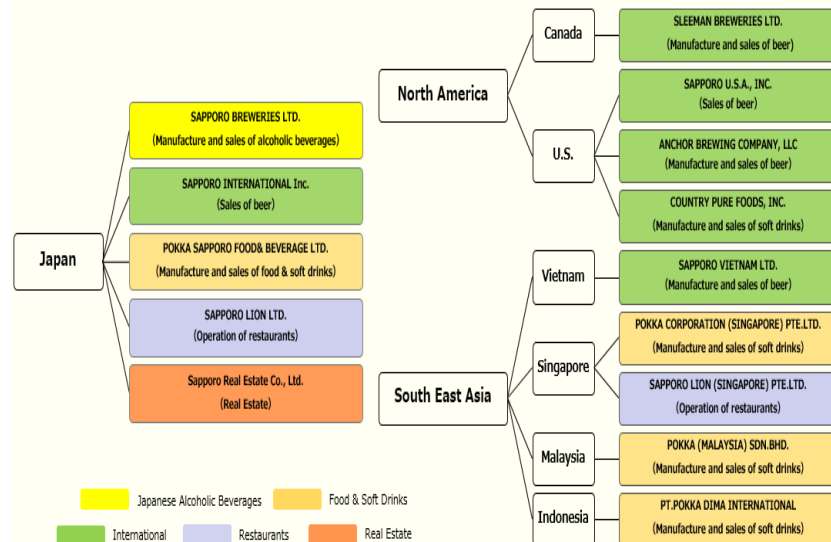 Japan
SAPPORO BREWERIES LTD.
(Manufacture and sales of alcoholic beverages)
SAPPORO INTERNATIONAL Inc.
(Sales of beer)
POKKA SAPPORO FOOD& BEVERAGE LTD.
(Manufacture and sales of food & soft drinks)
SAPPORO LION LTD.
(Operation of restaurants)
Sapporo Real Estate Co., Ltd.
(Real Estate)
North America
Canada
SLEEMAN BREWERIES LTD.
(Manufacture and sales of beer)
U.S.
SAPPORO U.S.A., INC.
(Sales of beer)
ANCHOR BREWING COMPANY, LLC
(Manufacture and sales of beer)
COUNTRY PURE FOODS, INC.
(Manufacture and sales of soft drinks)
South East Asia
Vietnam
SAPPORO VIETNAM LTD.
(Manufacture and sales of beer)
Singapore
POKKA CORPORATION (SINGAPORE) PTE.LTD.
(Manufacture and sales of soft drinks)
SAPPORO LION (SINGAPORE) PTE.LTD.
(Operation of restaurants)
Malaysia
POKKA (MALAYSIA) SDN.BHD.
(Manufacture and sales of soft drinks)
Indonesia
PT.POKKA DIMA INTERNATIONAL
(Manufacture and sales of soft drinks)
Japanese Alcoholic Beverages
Food & Soft Drinks
International
Restaurants
Real Estate